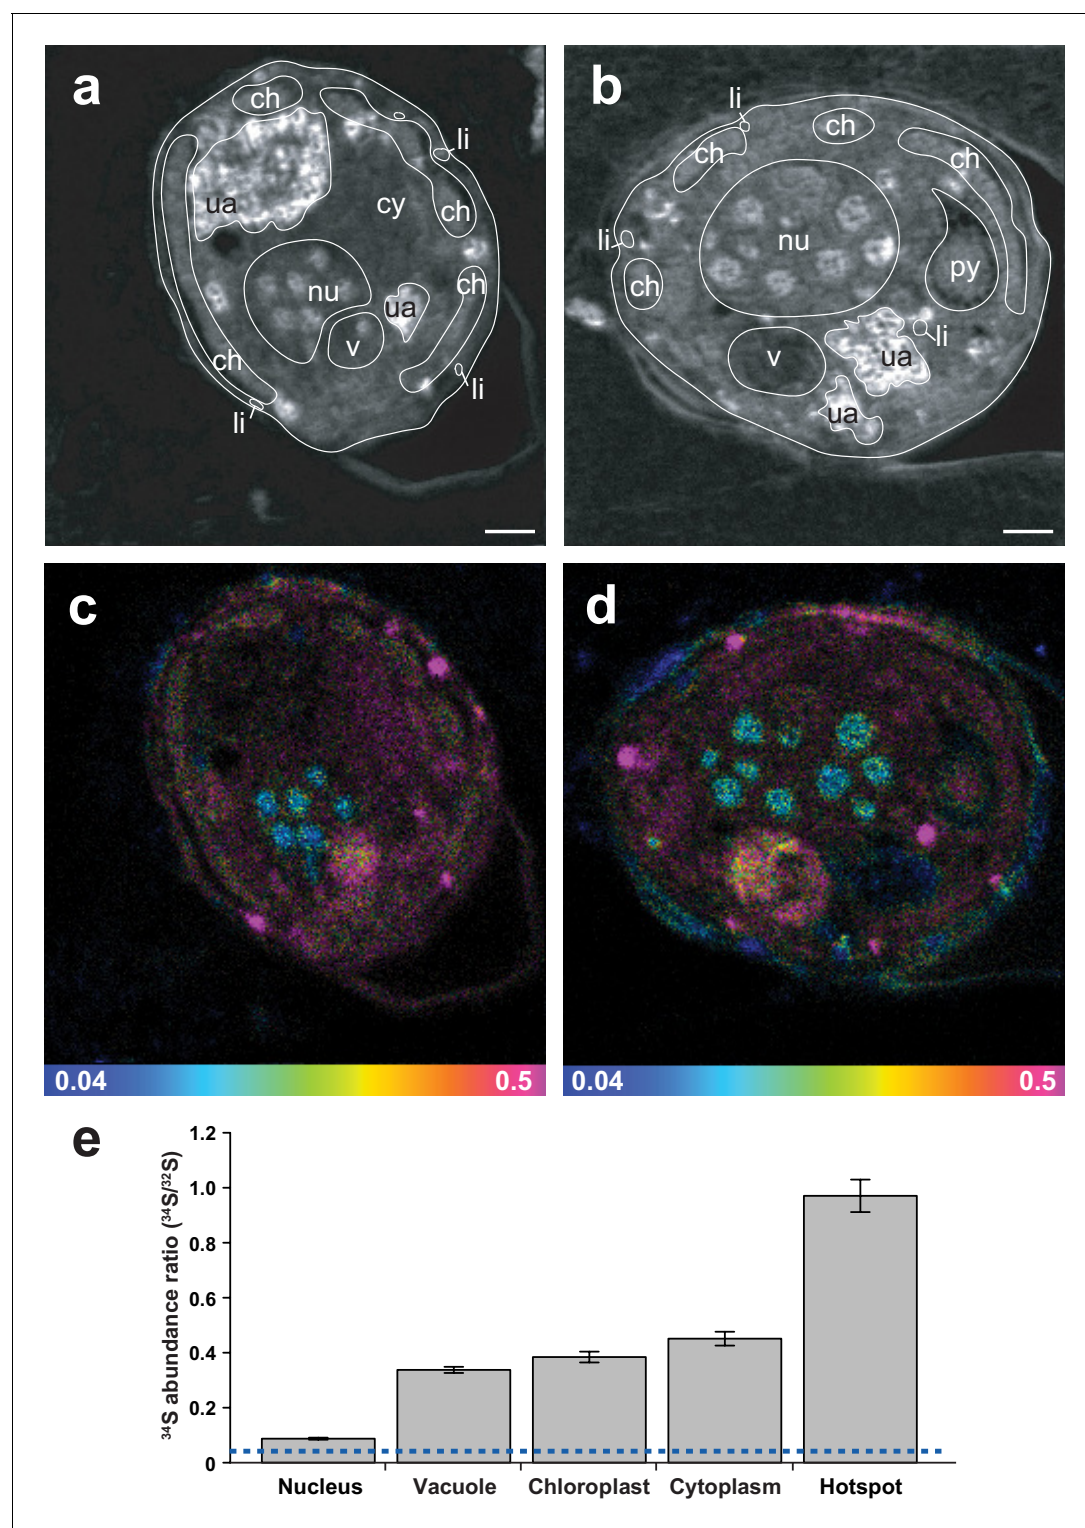 a
ch
li
ua
cy
ch
nu
ua
ch
v
ch
li
li
b
li
ch
ch
ch
nu
li
ch
py
li
v
ua
ua
c
0.04 0.5
d
0.04 0.5
e
³⁴S abundance ratio (³⁴S/³²S)
1.2
1.0
0.8
0.6
0.4
0.2
0
Nucleus Vacuole Chloroplast Cytoplasm Hotspot